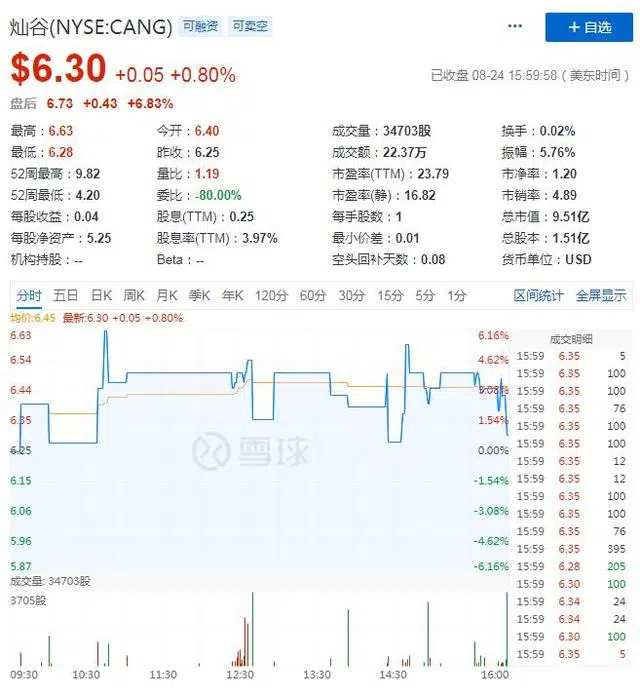 灿谷(NYSE:CANG) 可融资 可卖空 ··· +自选
$6.30 +0.05 +0.80% 已收盘 08-24 15:59:58（美东时间）
盘后 6.73 +0.43 +6.83%
最高：6.63 今开：6.40 成交量：34703股 换手：0.02%
最低：6.28 昨收：6.25 成交额：22.37万 振幅：5.76%
52周最高：9.82 量比：1.19 市盈率(TTM)：23.79 市净率：1.20
52周最低：4.20 委比：-80.00% 市盈率(静)：16.82 市销率：4.89
每股收益：0.04 股息(TTM)：0.25 每手股数：1 总市值：9.51亿
每股净资产：5.25 股息率(TTM)：3.97% 最小价差：0.01 总股本：1.51亿
机构持股：-- Beta：-- 空头回补天数：0.08 货币单位：USD
分时 五日 日K 周K 月K 季K 年K 120分 60分 30分 15分 5分 1分 区间统计 全屏显示
均价:6.45 最新:6.30 +0.05 +0.80%
6.63 6.16%
6.54 4.62%
6.44 3.08%
6.35 1.54%
6.25 0.00%
6.15 -1.54%
6.06 -3.08%
5.96 -4.62%
5.87 -6.16%
雪球
成交量: 34703股
3705股
09:30 10:30 11:30 12:30 13:30 14:30 16:00
成交明细
15:59 6.35 5
15:59 6.35 100
15:59 6.35 100
15:59 6.35 76
15:59 6.35 100
15:59 6.35 100
15:59 6.35 12
15:59 6.35 12
15:59 6.35 100
15:59 6.35 100
15:59 6.35 76
15:59 6.35 395
15:59 6.28 205
15:59 6.30 100
15:59 6.34 24
15:59 6.34 24
15:59 6.30 100
15:59 6.35 5